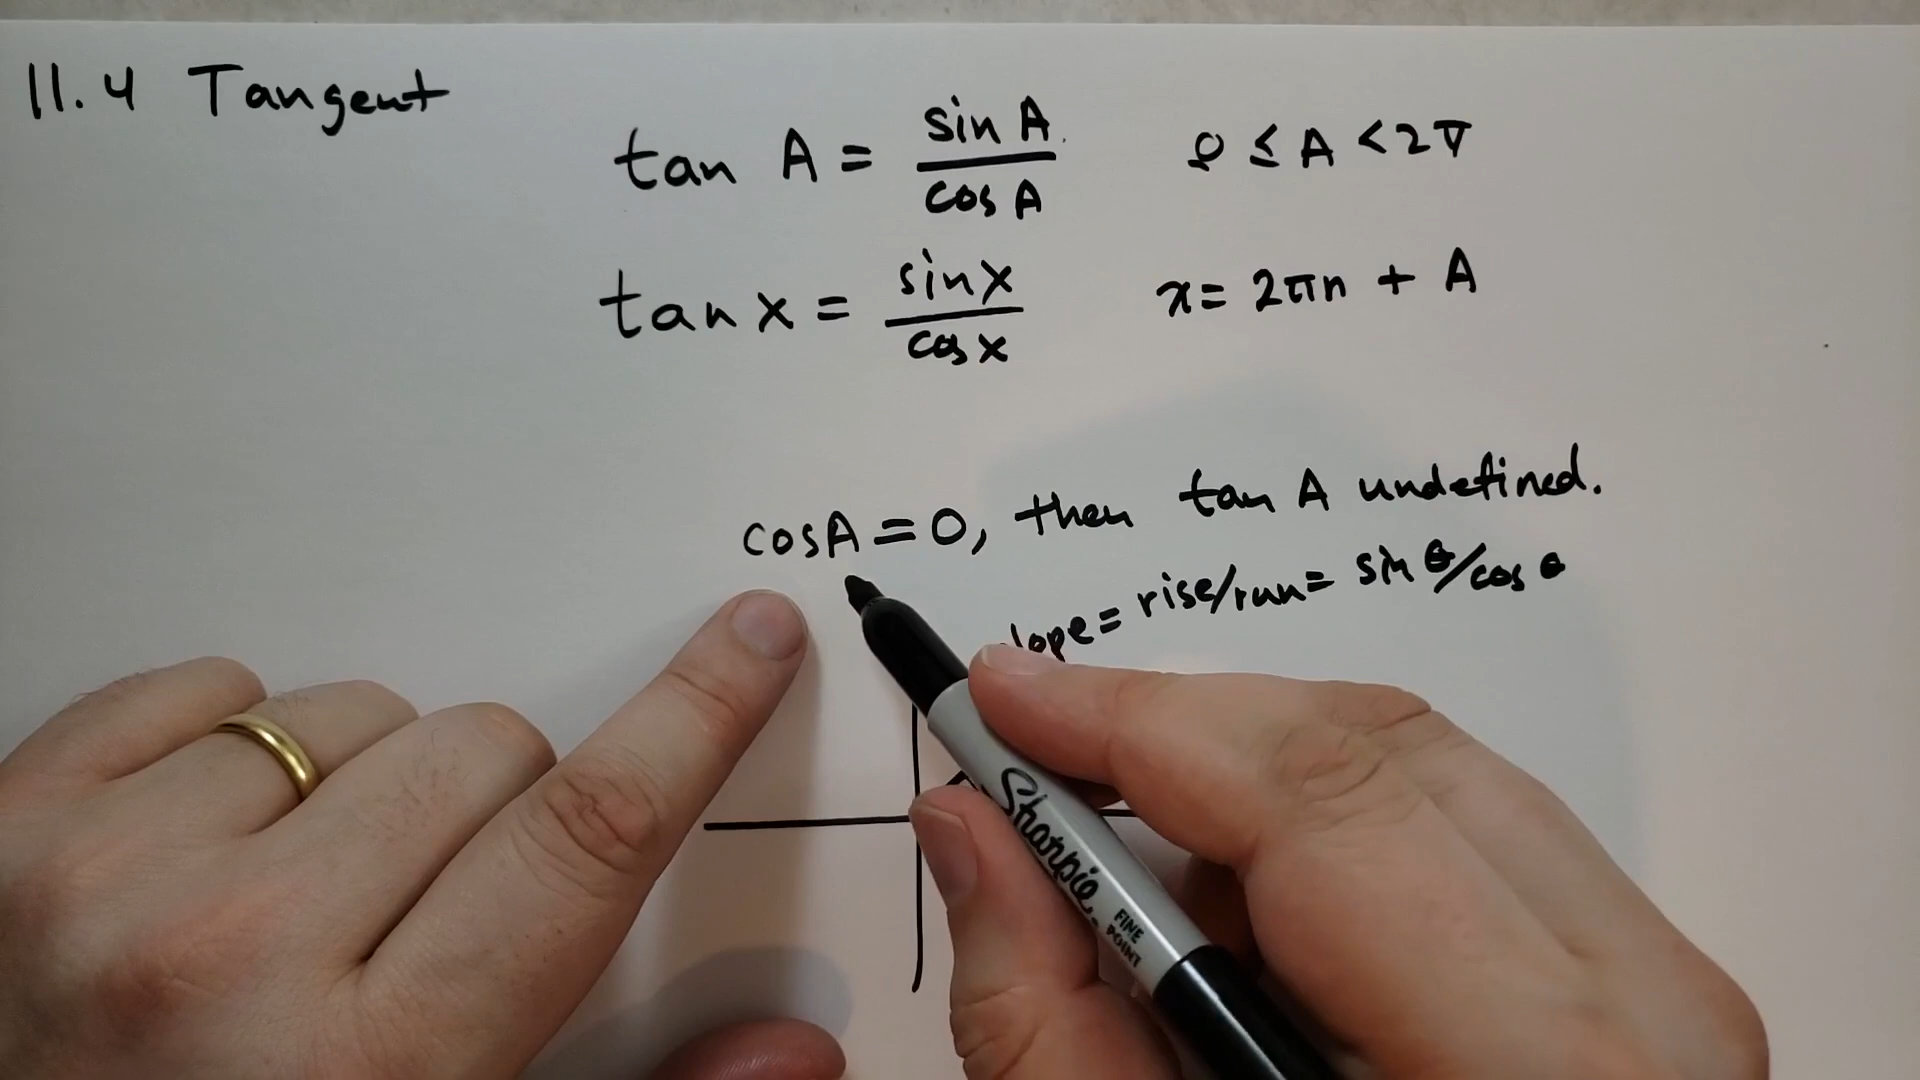 11.4 Tangent
tan A = sin A / cos A 0 ≤ A < 2π
tan x = sin x / cos x x = 2πn + A
cos A = 0, then tan A undefined.
lope = rise/run = sin θ/cos θ
Sharpie.
FINE POINT